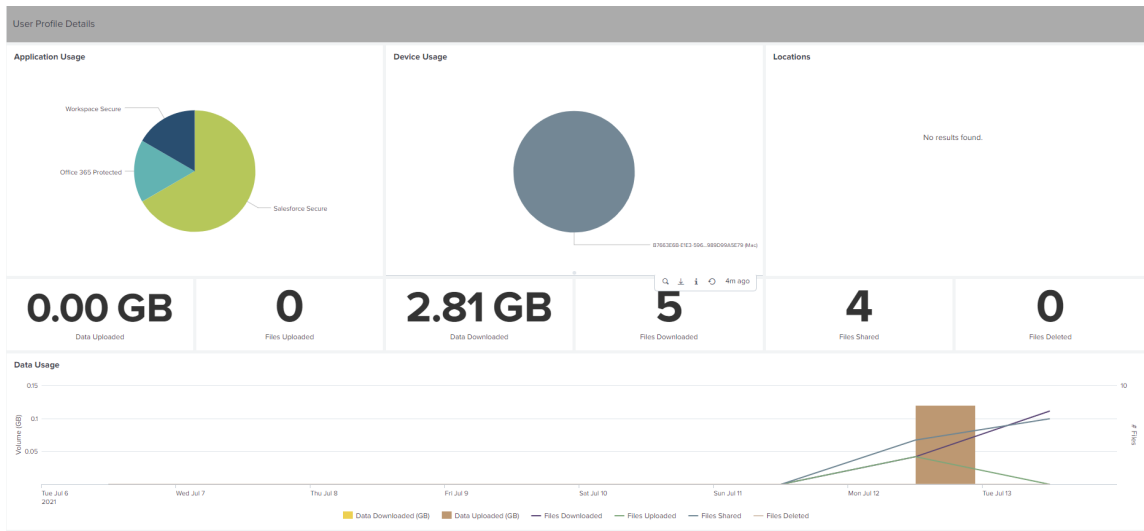 User Profile Details
Application Usage
Device Usage
Locations
Workspace Secure
Office 365 Protected
Salesforce Secure
(Mac)
No results found.
4m ago
0.00 GB
Data Uploaded
0
Files Uploaded
2.81 GB
Data Downloaded
5
Files Downloaded
4
Files Shared
0
Files Deleted
Data Usage
Volume (GB)
0.15
0.1
0.05
10
# Files
Tue Jul 6
2021
Wed Jul 7
Thu Jul 8
Fri Jul 9
Sat Jul 10
Sun Jul 11
Mon Jul 12
Tue Jul 13
Data Downloaded (GB)
Data Uploaded (GB)
Files Downloaded
Files Uploaded
Files Shared
Files Deleted